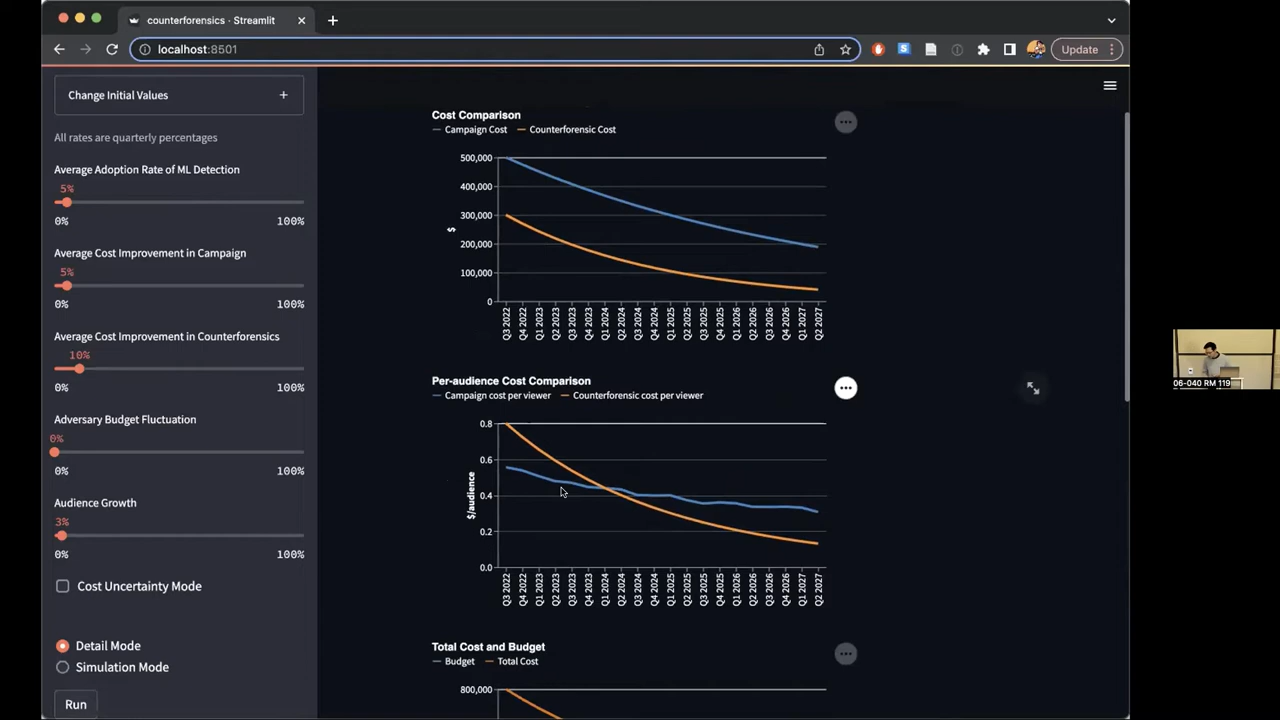 counterforensics · Streamlit
localhost:8501
Update
Change Initial Values +
All rates are quarterly percentages
Average Adoption Rate of ML Detection
5%
0% 100%
Average Cost Improvement in Campaign
5%
0% 100%
Average Cost Improvement in Counterforensics
10%
0% 100%
Adversary Budget Fluctuation
0%
0% 100%
Audience Growth
3%
0% 100%
Cost Uncertainty Mode
Detail Mode
Simulation Mode
Run
Cost Comparison
Campaign Cost Counterforensic Cost
500,000
400,000
300,000
200,000
100,000
0
$
Q3 2022
Q4 2022
Q1 2023
Q2 2023
Q3 2023
Q4 2023
Q1 2024
Q2 2024
Q3 2024
Q4 2024
Q1 2025
Q2 2025
Q3 2025
Q4 2025
Q1 2026
Q2 2026
Q3 2026
Q4 2026
Q1 2027
Q2 2027
Per-audience Cost Comparison
Campaign cost per viewer Counterforensic cost per viewer
0.8
0.6
0.4
0.2
0.0
$/audience
Q3 2022
Q4 2022
Q1 2023
Q2 2023
Q3 2023
Q4 2023
Q1 2024
Q2 2024
Q3 2024
Q4 2024
Q1 2025
Q2 2025
Q3 2025
Q4 2025
Q1 2026
Q2 2026
Q3 2026
Q4 2026
Q1 2027
Q2 2027
Total Cost and Budget
Budget Total Cost
800,000
06-040 RM 119